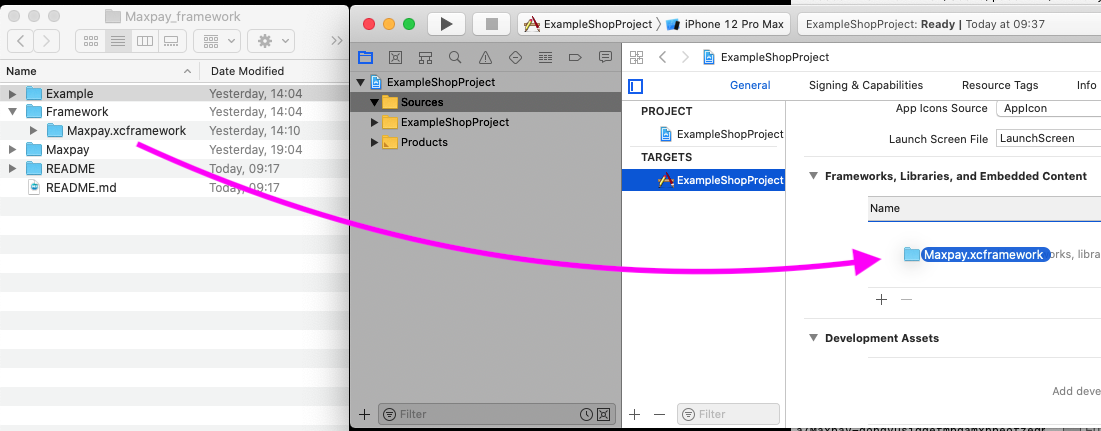 Maxpay_framework
Name
Date Modified
Example
Yesterday, 14:04
Framework
Yesterday, 14:04
Maxpay.xcframework
Yesterday, 14:10
Maxpay
Yesterday, 19:04
README
Today, 09:17
README.md
Today, 09:17
ExampleShopProject
iPhone 12 Pro Max
ExampleShopProject: Ready | Today at 09:37
ExampleShopProject
Sources
ExampleShopProject
Products
Filter
ExampleShopProject
General
Signing & Capabilities
Resource Tags
Info
PROJECT
ExampleShopProject
TARGETS
ExampleShopProject
Filter
App Icons Source
AppIcon
Launch Screen File
LaunchScreen
Frameworks, Libraries, and Embedded Content
Name
Maxpay.xcframework
Development Assets
Add